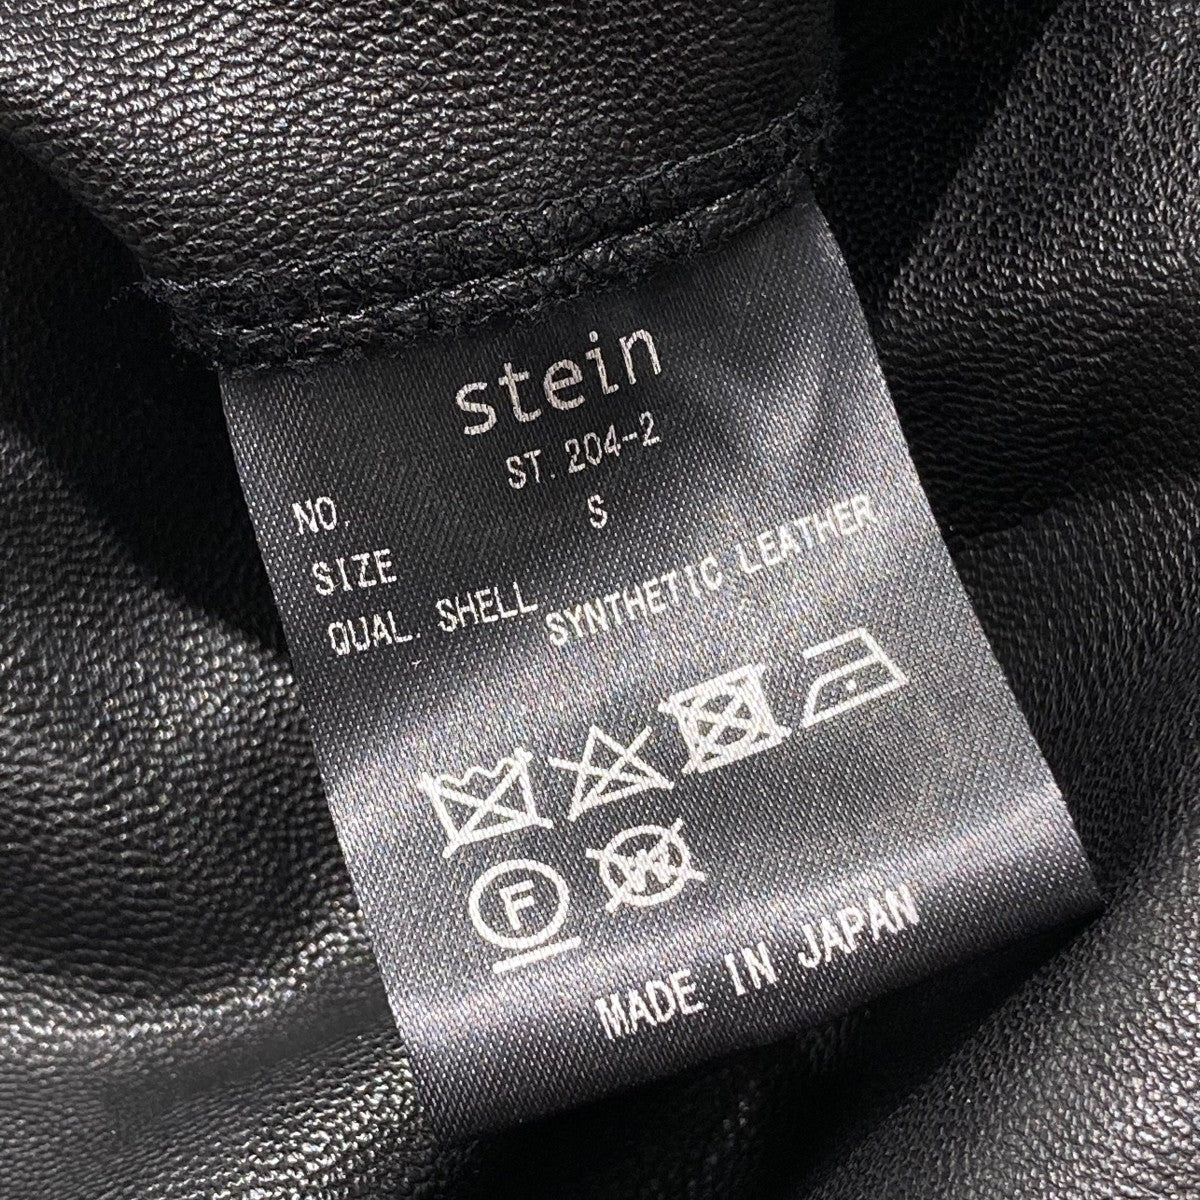 stein
NO. ST. 204-2
SIZE S
QUAL. SHELL SYNTHETIC LEATHER
F W
MADE IN JAPAN